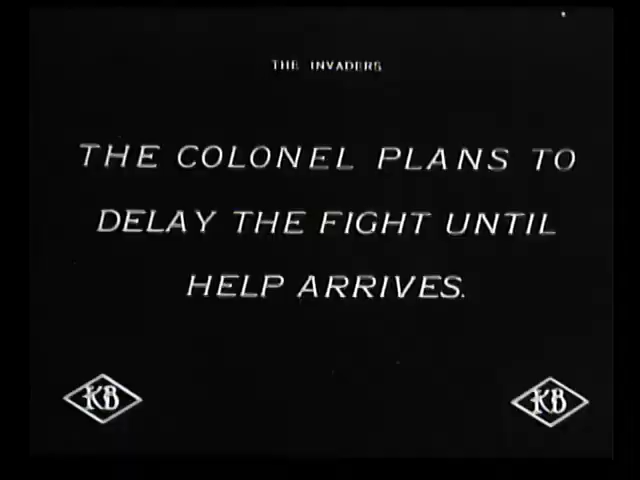 THE INVADERS
THE COLONEL PLANS TO
DELAY THE FIGHT UNTIL
HELP ARRIVES.
KB
KB